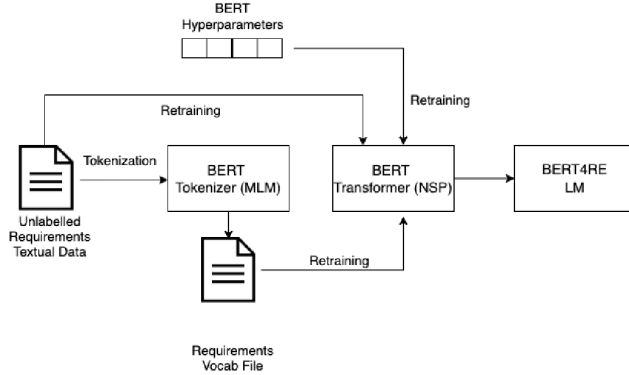 BERT
Hyperparameters
Retraining
Retraining
Tokenization
BERT
Tokenizer (MLM)
BERT
Transformer (NSP)
BERT4RE
LM
Unlabelled
Requirements
Textual Data
Retraining
Requirements
Vocab File